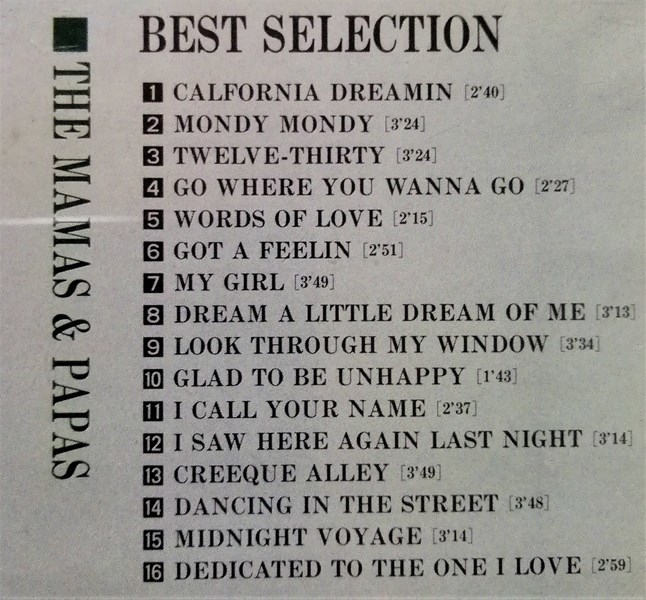 BEST SELECTION
THE MAMAS & PAPAS
1 CALFORNIA DREAMIN [2'40]
2 MONDY MONDY [3'24]
3 TWELVE-THIRTY [3'24]
4 GO WHERE YOU WANNA GO [2'27]
5 WORDS OF LOVE [2'15]
6 GOT A FEELIN [2'51]
7 MY GIRL [3'49]
8 DREAM A LITTLE DREAM OF ME [3'13]
9 LOOK THROUGH MY WINDOW [3'34]
10 GLAD TO BE UNHAPPY [1'43]
11 I CALL YOUR NAME [2'37]
12 I SAW HERE AGAIN LAST NIGHT [3'14]
13 CREEQUE ALLEY [3'49]
14 DANCING IN THE STREET [3'48]
15 MIDNIGHT VOYAGE [3'14]
16 DEDICATED TO THE ONE I LOVE [2'59]